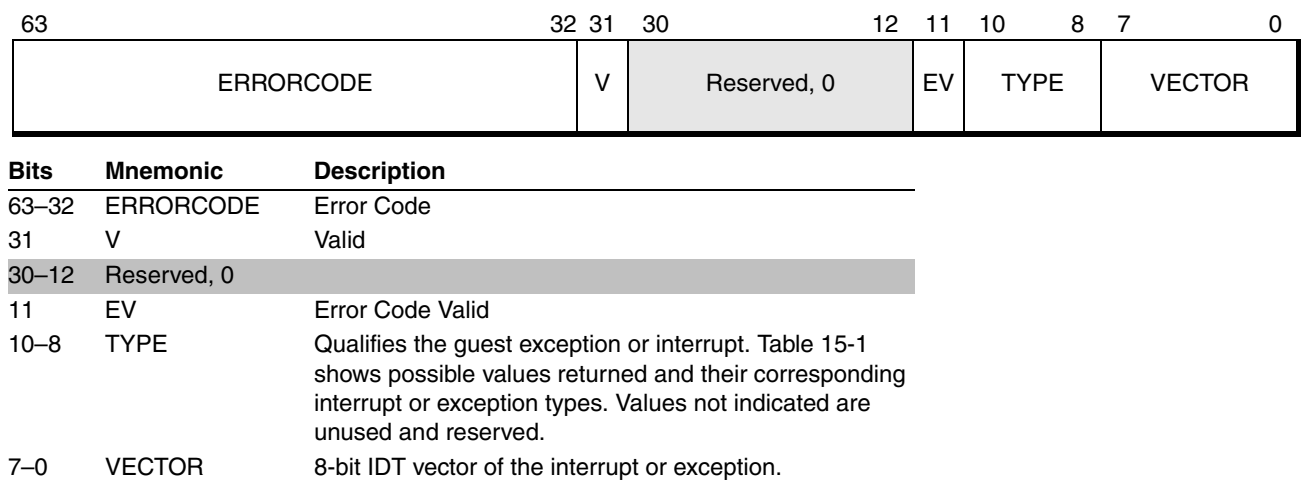 63 32 31 30 12 11 10 8 7 0
ERRORCODE V Reserved, 0 EV TYPE VECTOR
Bits Mnemonic Description
63–32 ERRORCODE Error Code
31 V Valid
30–12 Reserved, 0
11 EV Error Code Valid
10–8 TYPE Qualifies the guest exception or interrupt. Table 15-1
shows possible values returned and their corresponding
interrupt or exception types. Values not indicated are
unused and reserved.
7–0 VECTOR 8-bit IDT vector of the interrupt or exception.